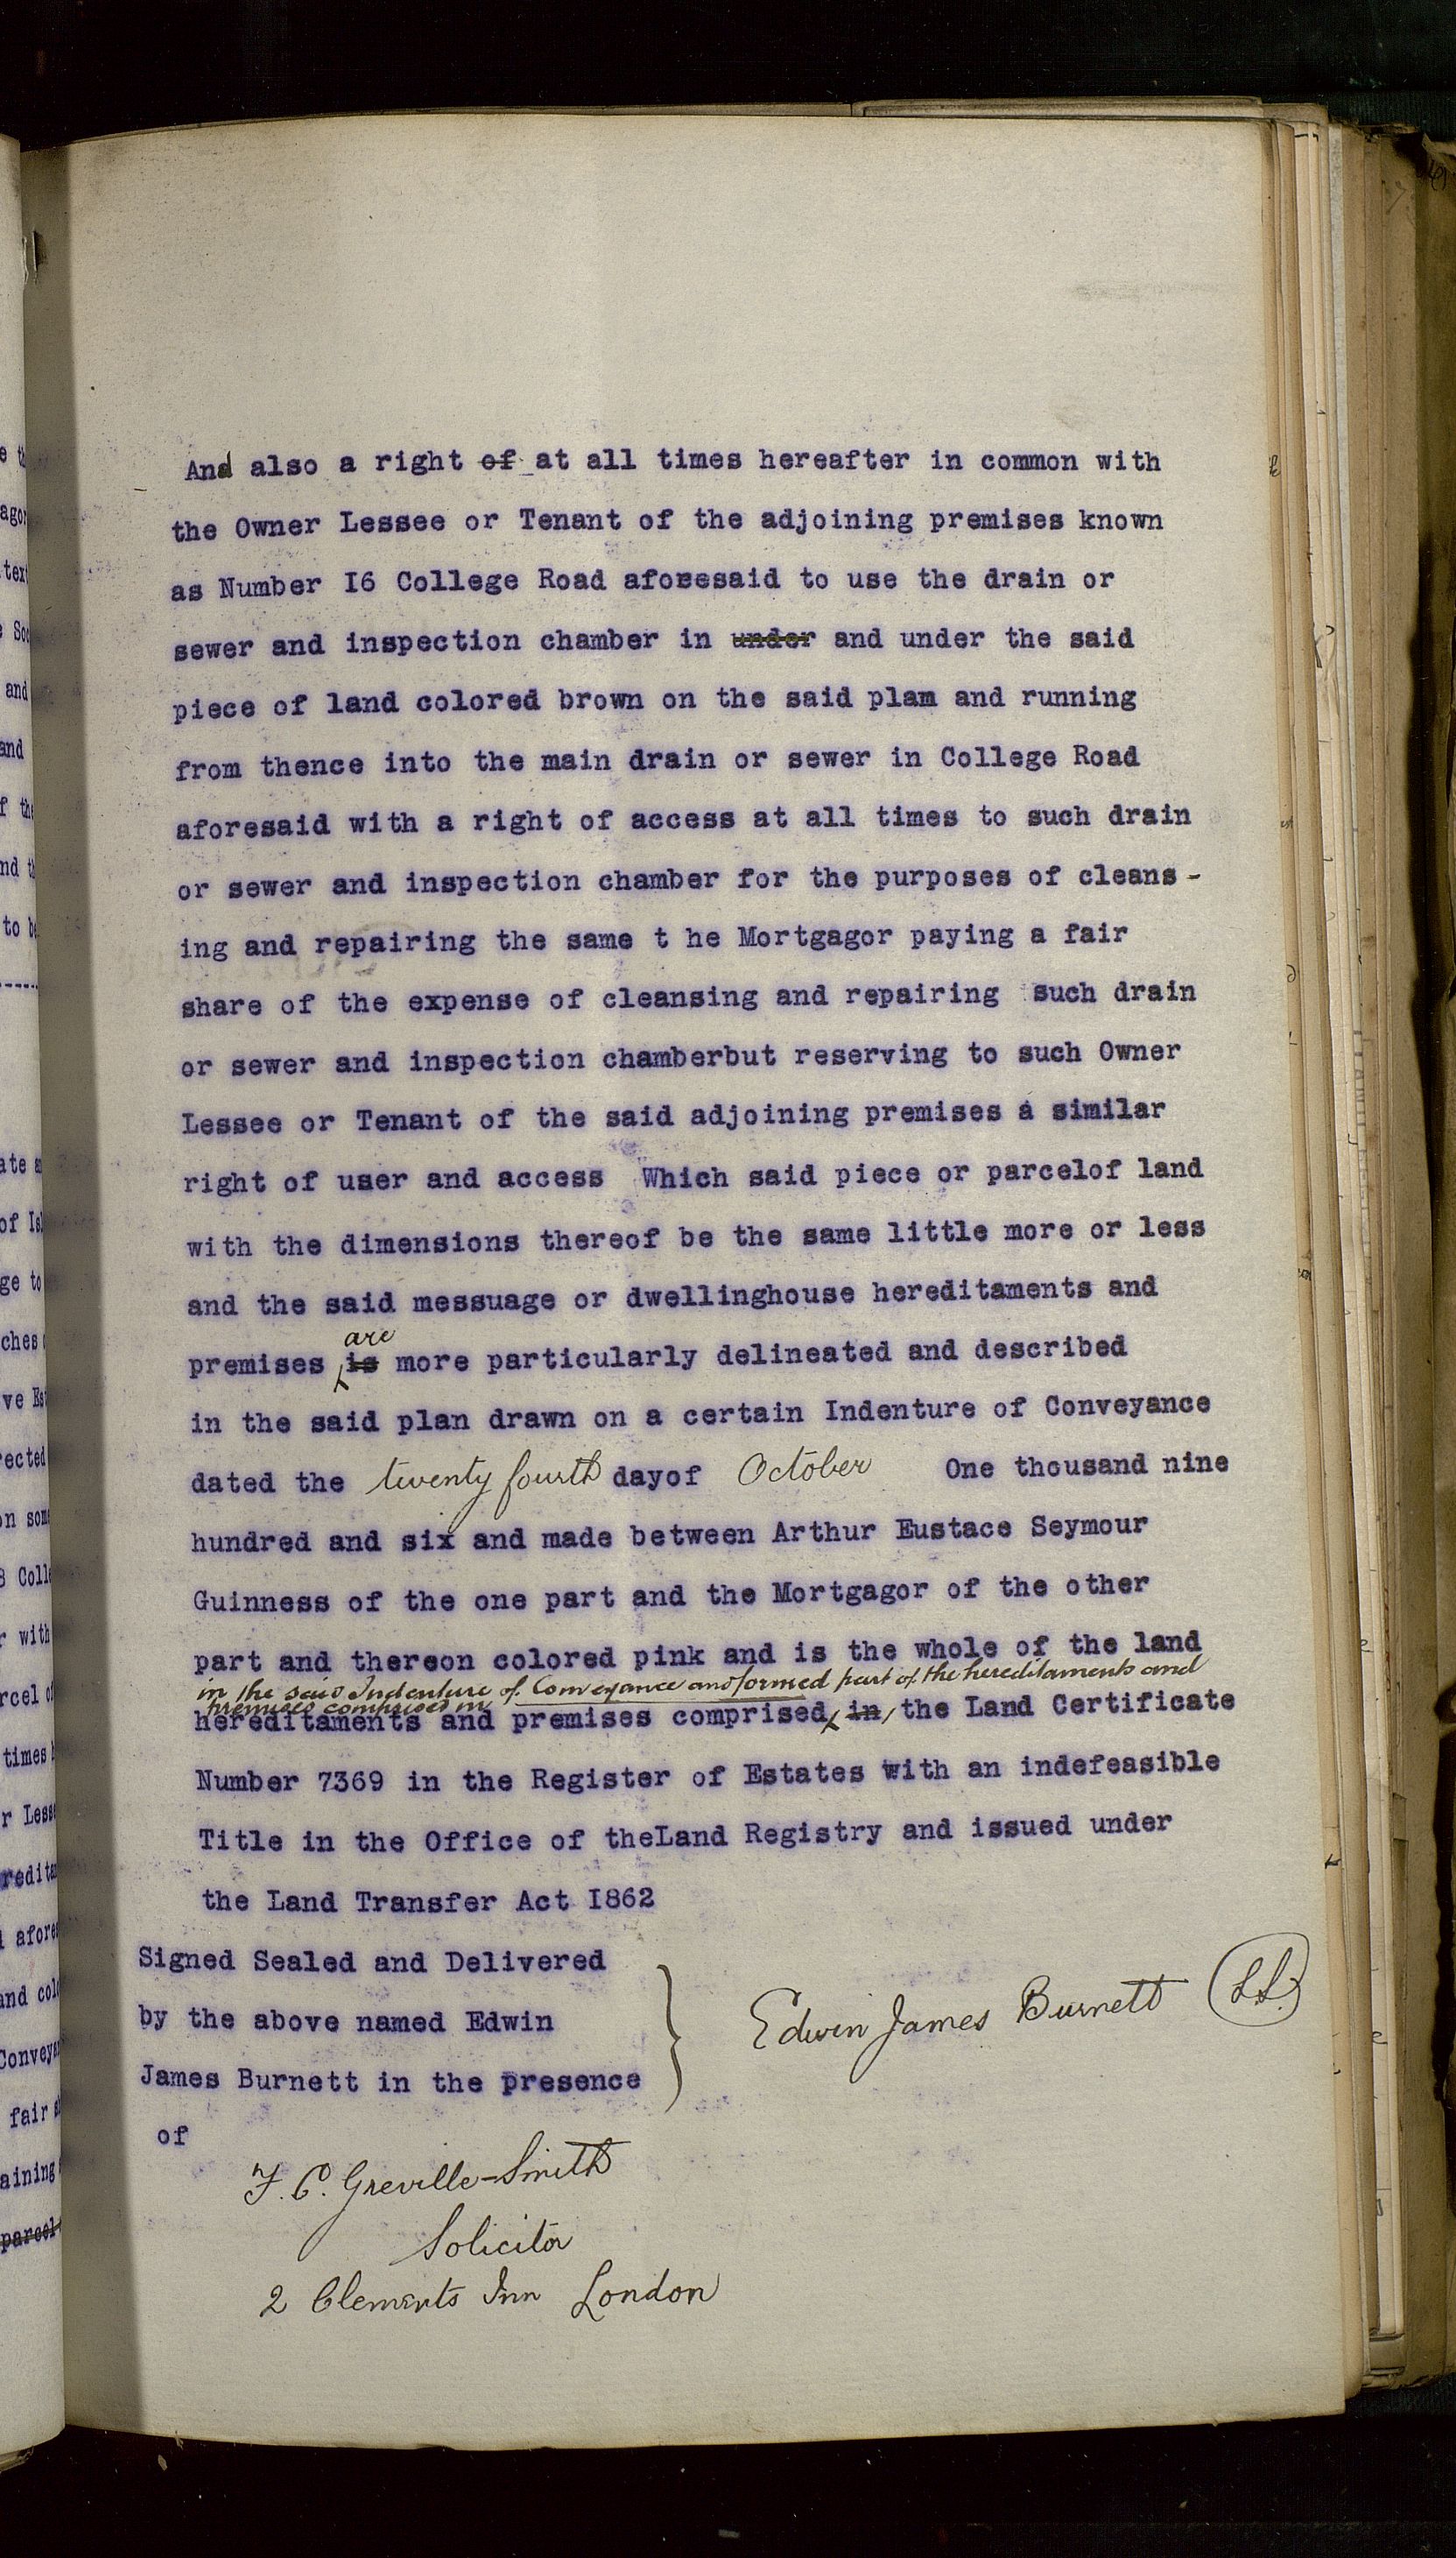 And also a right of at all times hereafter in common with
the Owner Lessee or Tenant of the adjoining premises known
as Number I6 College Road aforesaid to use the drain or
sewer and inspection chamber in under and under the said
piece of land colored brown on the said plam and running
from thence into the main drain or sewer in College Road
aforesaid with a right of access at all times to such drain
or sewer and inspection chamber for the purposes of cleans-
ing and repairing the same t he Mortgagor paying a fair
share of the expense of cleansing and repairing such drain
or sewer and inspection chamberbut reserving to such Owner
Lessee or Tenant of the said adjoining premises a similar
right of user and access Which said piece or parcelof land
with the dimensions thereof be the same little more or less
and the said messuage or dwellinghouse hereditaments and
are
premises is more particularly delineated and described
in the said plan drawn on a certain Indenture of Conveyance
dated the twenty fourth dayof October One thousand nine
hundred and six and made between Arthur Eustace Seymour
Guinness of the one part and the Mortgagor of the other
part and thereon colored pink and is the whole of the land
in the said Indenture of Conveyance and formed part of the hereditaments and
premises comprised in
hereditaments and premises comprised in the Land Certificate
Number 7369 in the Register of Estates with an indefeasible
Title in the Office of theLand Registry and issued under
the Land Transfer Act I862
Signed Sealed and Delivered
by the above named Edwin
James Burnett in the presence
of
Edwin James Burnett L.S.
F. C. Greville-Smith
Solicitor
2 Clements Inn London